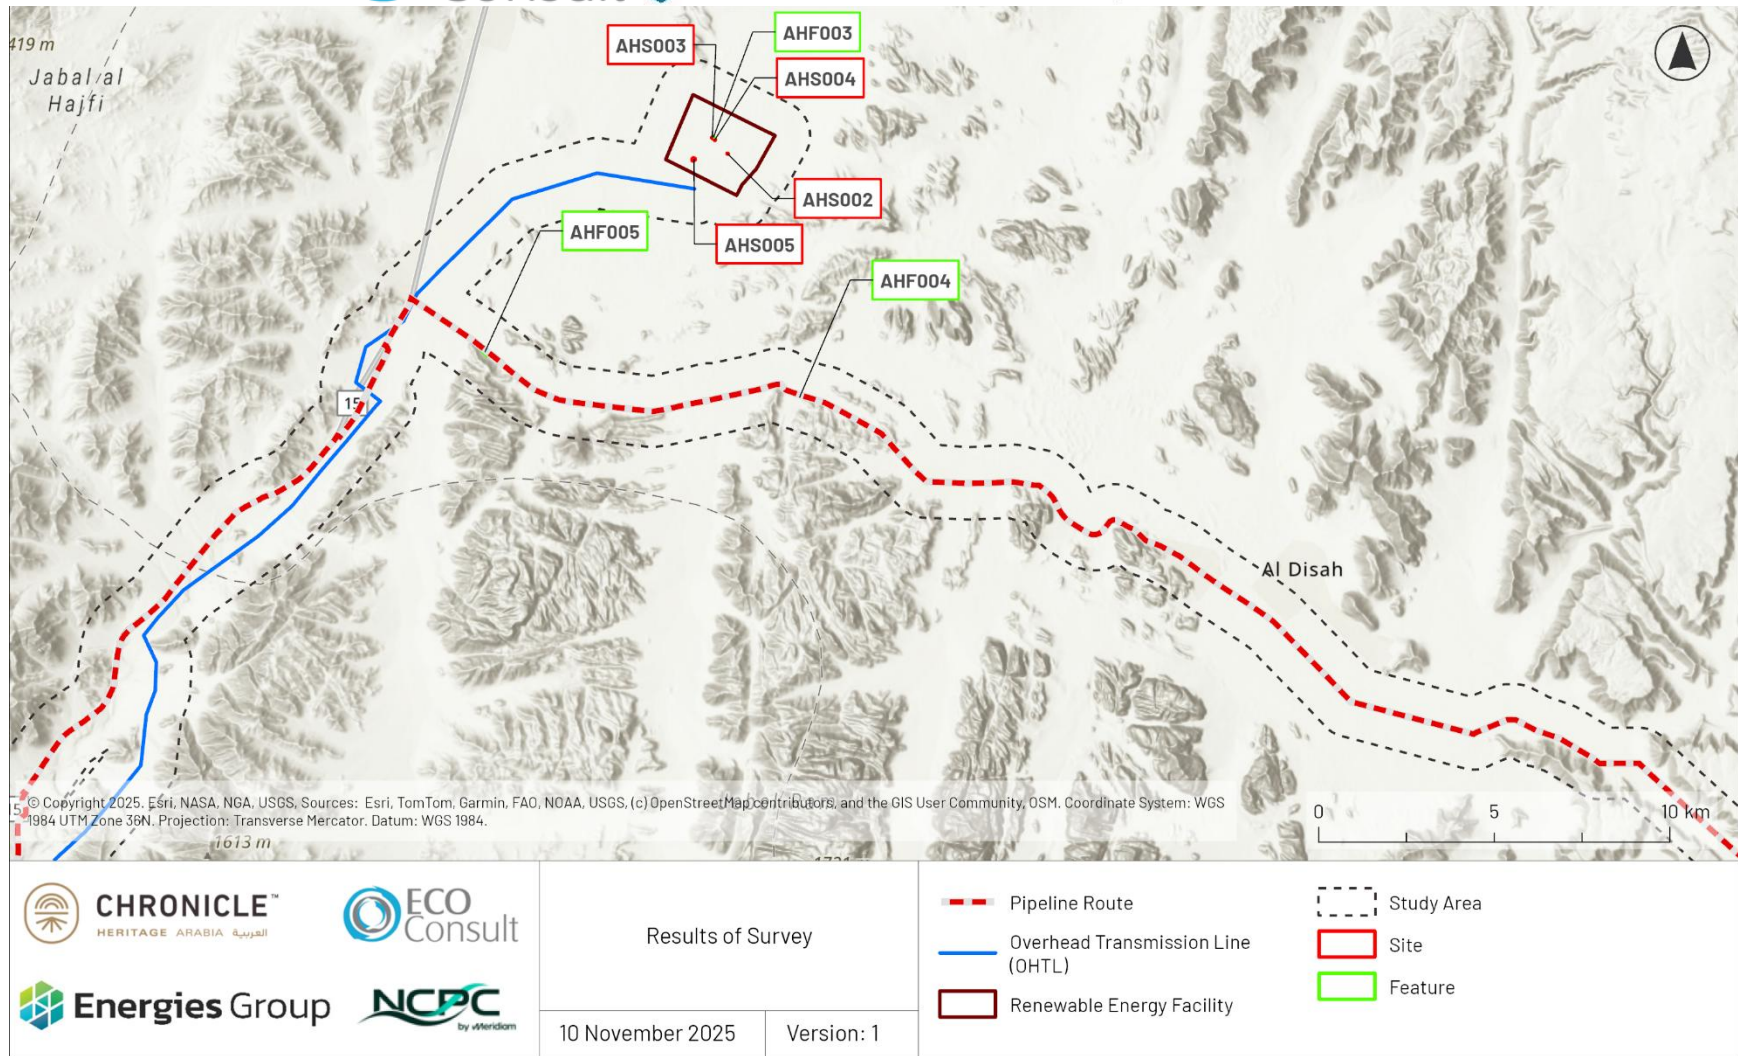 Consult
419 m
Jabal al
Hajfi
AHS003
AHF003
AHS004
AHS002
AHF005
AHS005
AHF004
15
Al Disah
© Copyright 2025. Esri, NASA, NGA, USGS, Sources: Esri, TomTom, Garmin, FAO, NOAA, USGS, (c) OpenStreetMap contributors, and the GIS User Community, OSM. Coordinate System: WGS
1984 UTM Zone 36N. Projection: Transverse Mercator. Datum: WGS 1984.
0 5 10 km
1613 m
CHRONICLE™
HERITAGE ARABIA العربية
ECO
Consult
Energies Group
NCPC
by Meridiam
Results of Survey
10 November 2025
Version: 1
Pipeline Route
Overhead Transmission Line
(OHTL)
Renewable Energy Facility
Study Area
Site
Feature